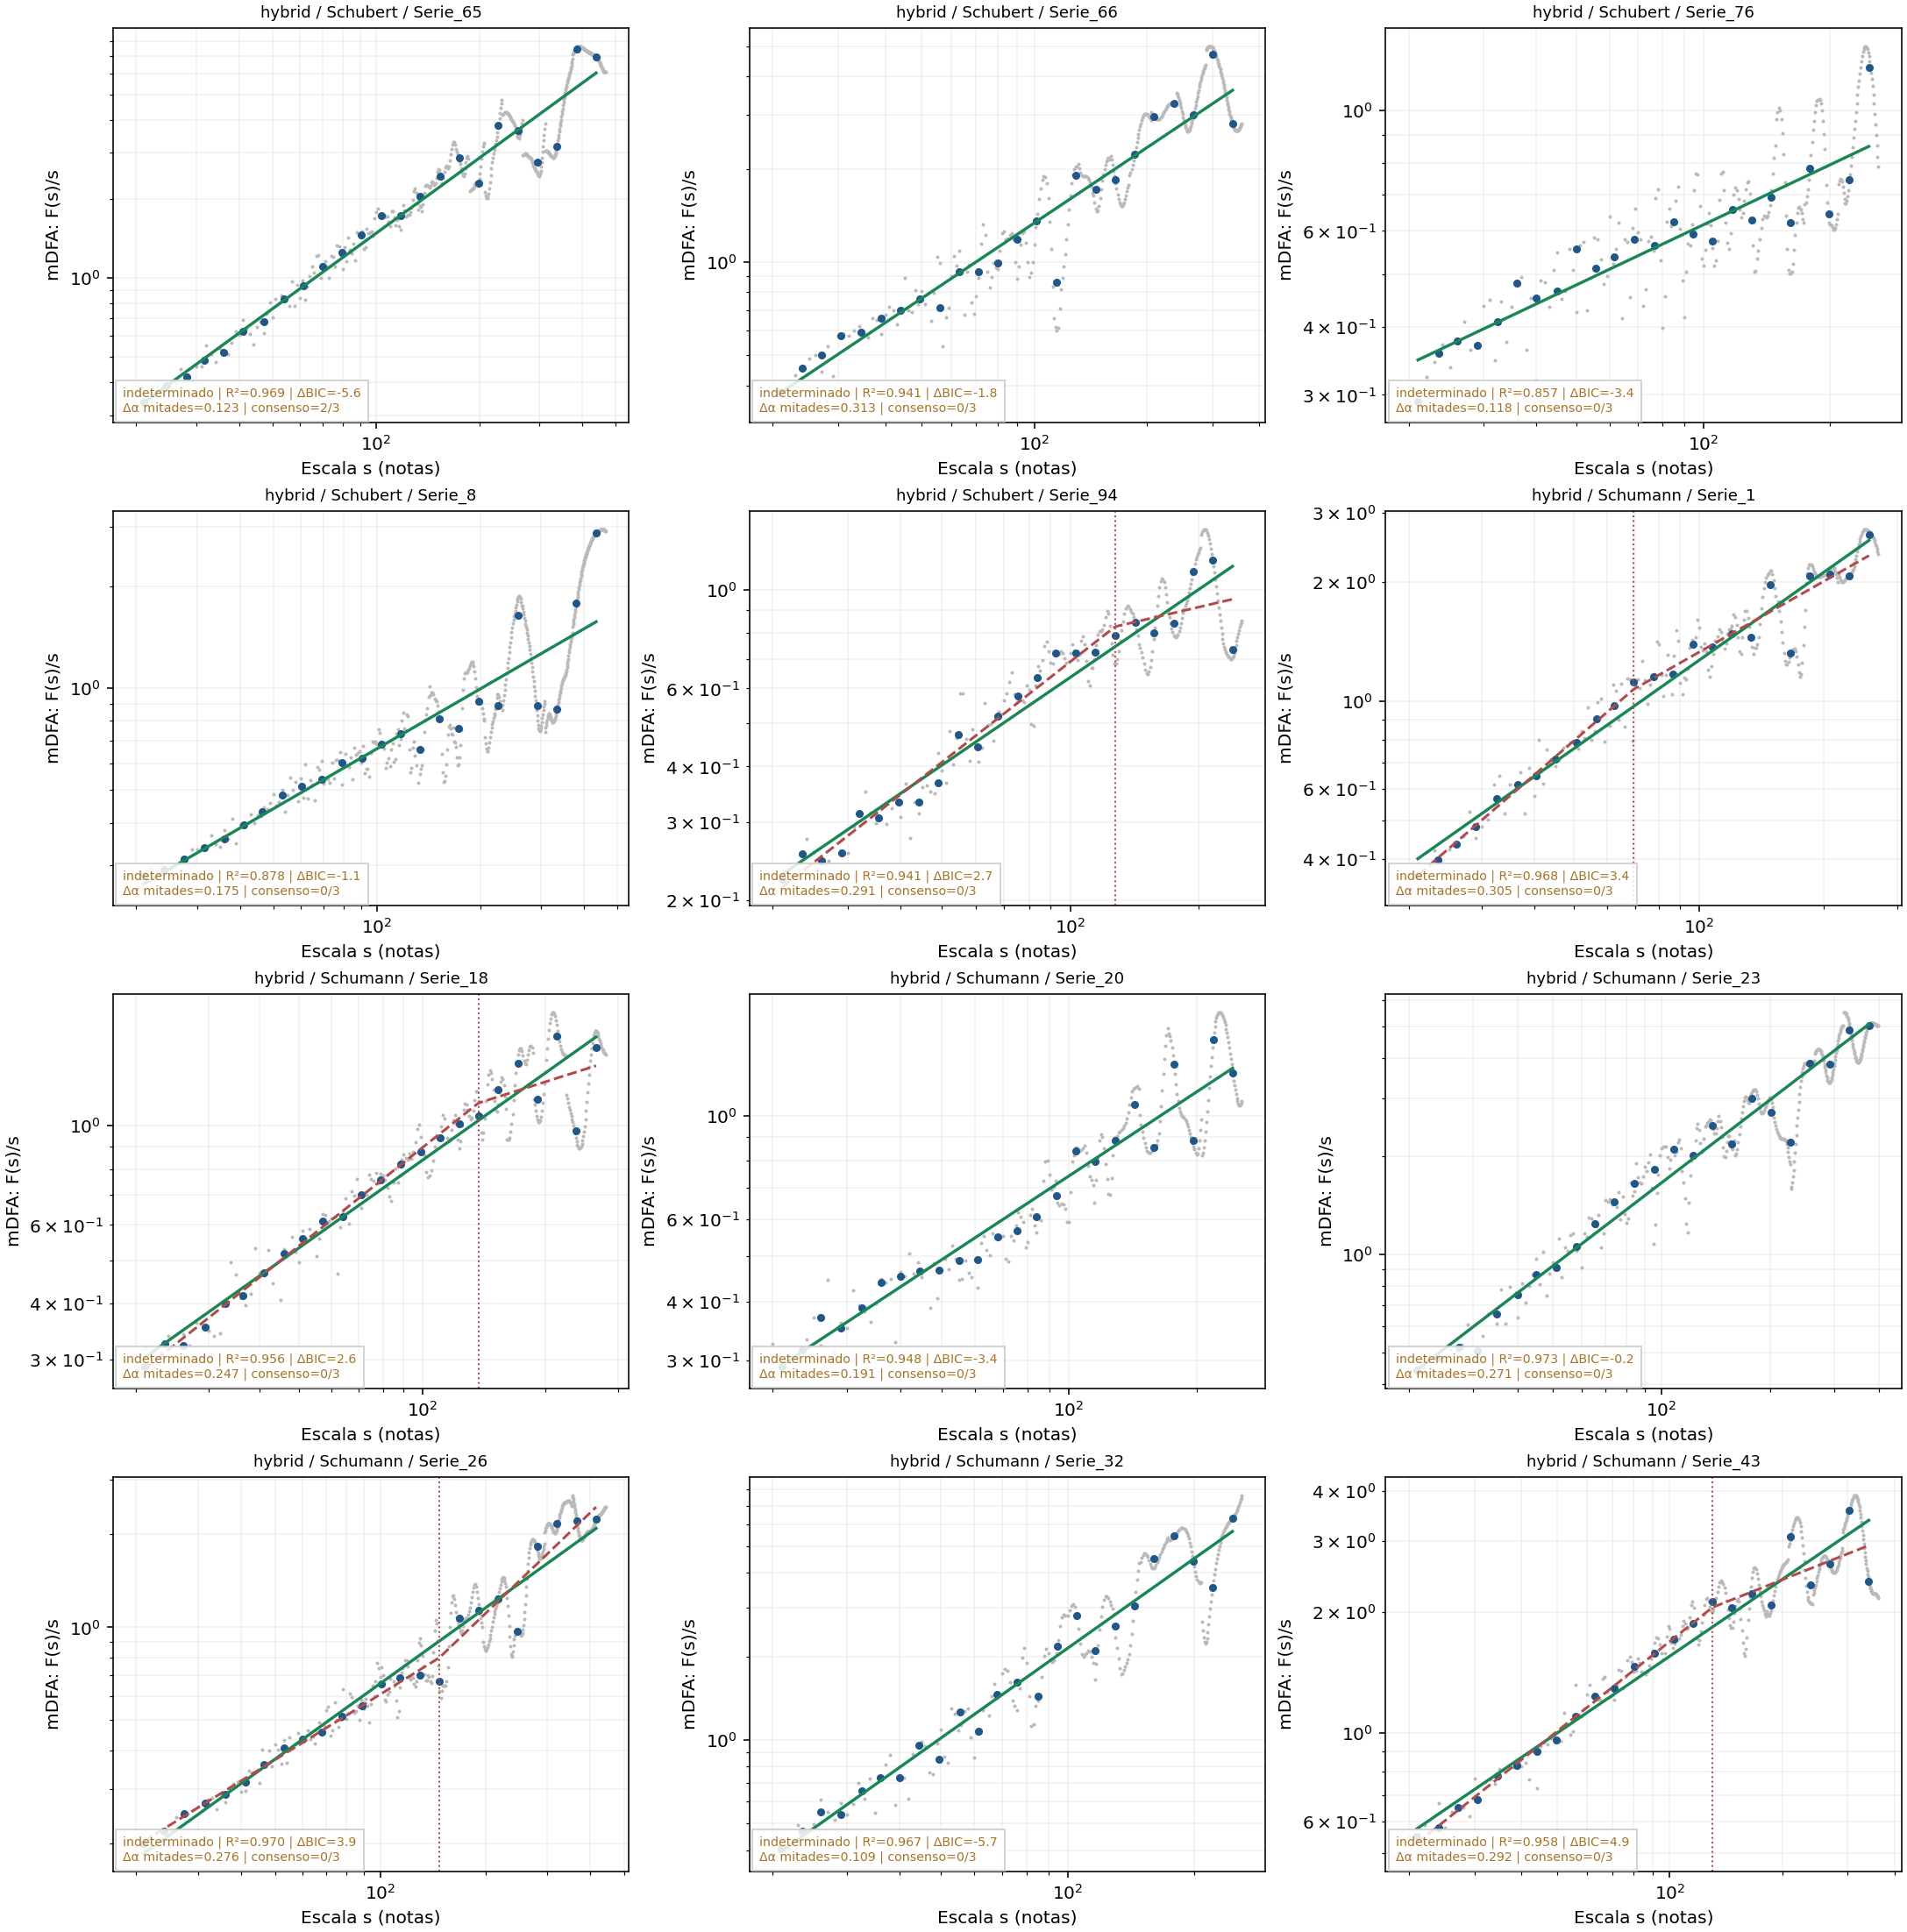 hybrid / Schubert / Serie_65
mDFA: F(s)/s
10⁰
indeterminado | R²=0.969 | ΔBIC=-5.6
Δα mitades=0.123 | consenso=2/3
10²
Escala s (notas)
hybrid / Schubert / Serie_66
mDFA: F(s)/s
10⁰
indeterminado | R²=0.941 | ΔBIC=-1.8
Δα mitades=0.313 | consenso=0/3
10²
Escala s (notas)
hybrid / Schubert / Serie_76
mDFA: F(s)/s
10⁰
6 × 10⁻¹
4 × 10⁻¹
3 × 10⁻¹
indeterminado | R²=0.857 | ΔBIC=-3.4
Δα mitades=0.118 | consenso=0/3
10²
Escala s (notas)
hybrid / Schubert / Serie_8
mDFA: F(s)/s
10⁰
indeterminado | R²=0.878 | ΔBIC=-1.1
Δα mitades=0.175 | consenso=0/3
10²
Escala s (notas)
hybrid / Schubert / Serie_94
mDFA: F(s)/s
10⁰
6 × 10⁻¹
4 × 10⁻¹
3 × 10⁻¹
2 × 10⁻¹
indeterminado | R²=0.941 | ΔBIC=2.7
Δα mitades=0.291 | consenso=0/3
10²
Escala s (notas)
hybrid / Schumann / Serie_1
mDFA: F(s)/s
3 × 10⁰
2 × 10⁰
10⁰
6 × 10⁻¹
4 × 10⁻¹
indeterminado | R²=0.968 | ΔBIC=3.4
Δα mitades=0.305 | consenso=0/3
10²
Escala s (notas)
hybrid / Schumann / Serie_18
mDFA: F(s)/s
10⁰
6 × 10⁻¹
4 × 10⁻¹
3 × 10⁻¹
indeterminado | R²=0.956 | ΔBIC=2.6
Δα mitades=0.247 | consenso=0/3
10²
Escala s (notas)
hybrid / Schumann / Serie_20
mDFA: F(s)/s
10⁰
6 × 10⁻¹
4 × 10⁻¹
3 × 10⁻¹
indeterminado | R²=0.948 | ΔBIC=-3.4
Δα mitades=0.191 | consenso=0/3
10²
Escala s (notas)
hybrid / Schumann / Serie_23
mDFA: F(s)/s
10⁰
indeterminado | R²=0.973 | ΔBIC=-0.2
Δα mitades=0.271 | consenso=0/3
10²
Escala s (notas)
hybrid / Schumann / Serie_26
mDFA: F(s)/s
10⁰
indeterminado | R²=0.970 | ΔBIC=3.9
Δα mitades=0.276 | consenso=0/3
10²
Escala s (notas)
hybrid / Schumann / Serie_32
mDFA: F(s)/s
10⁰
indeterminado | R²=0.967 | ΔBIC=-5.7
Δα mitades=0.109 | consenso=0/3
10²
Escala s (notas)
hybrid / Schumann / Serie_43
mDFA: F(s)/s
4 × 10⁰
3 × 10⁰
2 × 10⁰
10�0
6 × 10⁻¹
indeterminado | R²=0.958 | ΔBIC=4.9
Δα mitades=0.292 | consenso=0/3
10²
Escala s (notas)